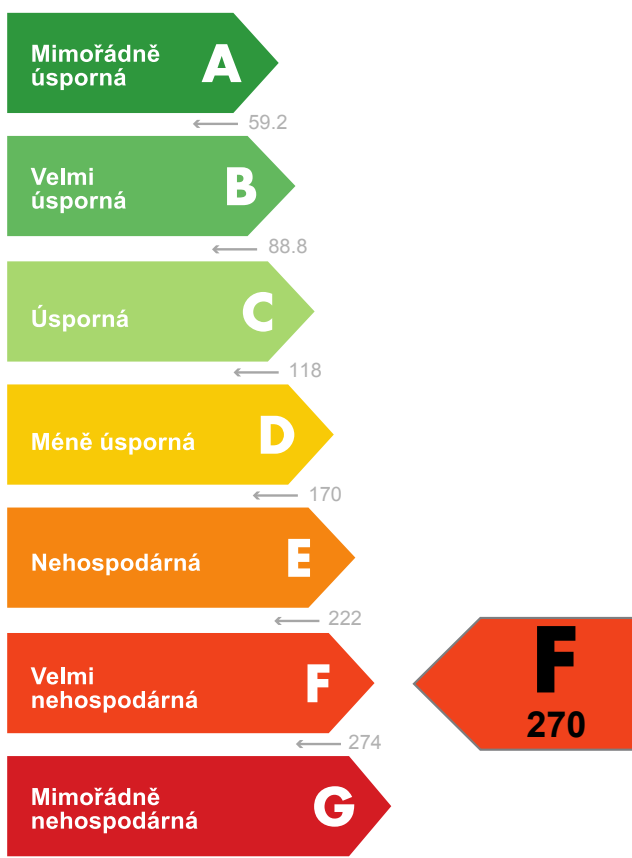 Mimořádně
úsporná
A
59.2
Velmi
úsporná
B
88.8
Úsporná
C
118
Méně úsporná
D
170
Nehospodárná
E
222
Velmi
nehospodárná
F
F
270
274
Mimořádně
nehospodárná
G